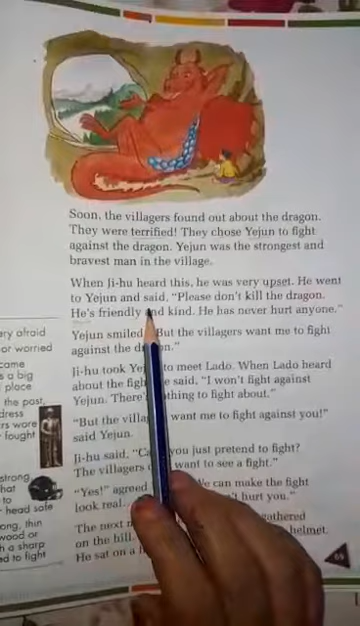 Soon, the villagers found out about the dragon.
They were terrified! They chose Yejun to fight
against the dragon. Yejun was the strongest and
bravest man in the village.
When Ji-hu heard this, he was very upset. He went
to Yejun and said, "Please don't kill the dragon.
He's friendly and kind. He has never hurt anyone."
Yejun smiled. "But the villagers want me to fight
against the dragon."
Ji-hu took Ye to meet Lado. When Lado heard
about the figh e said, "I won't fight against
Yejun. There' thing to fight about."
"But the villag want me to fight against you!"
said Yejun.
Ji-hu said, "Ca you just pretend to fight?
The villagers want to see a fight."
"Yes!" agreed We can make the fight
look real. 't hurt you."
The next m gathered
on the hill. helmet.
He sat on a
ery afraid
or worried
came
s a big
place
the past,
dress
rs wore
fought
strong
hat
to
head safe
ong, thin
wood or
h a sharp
ed to fight